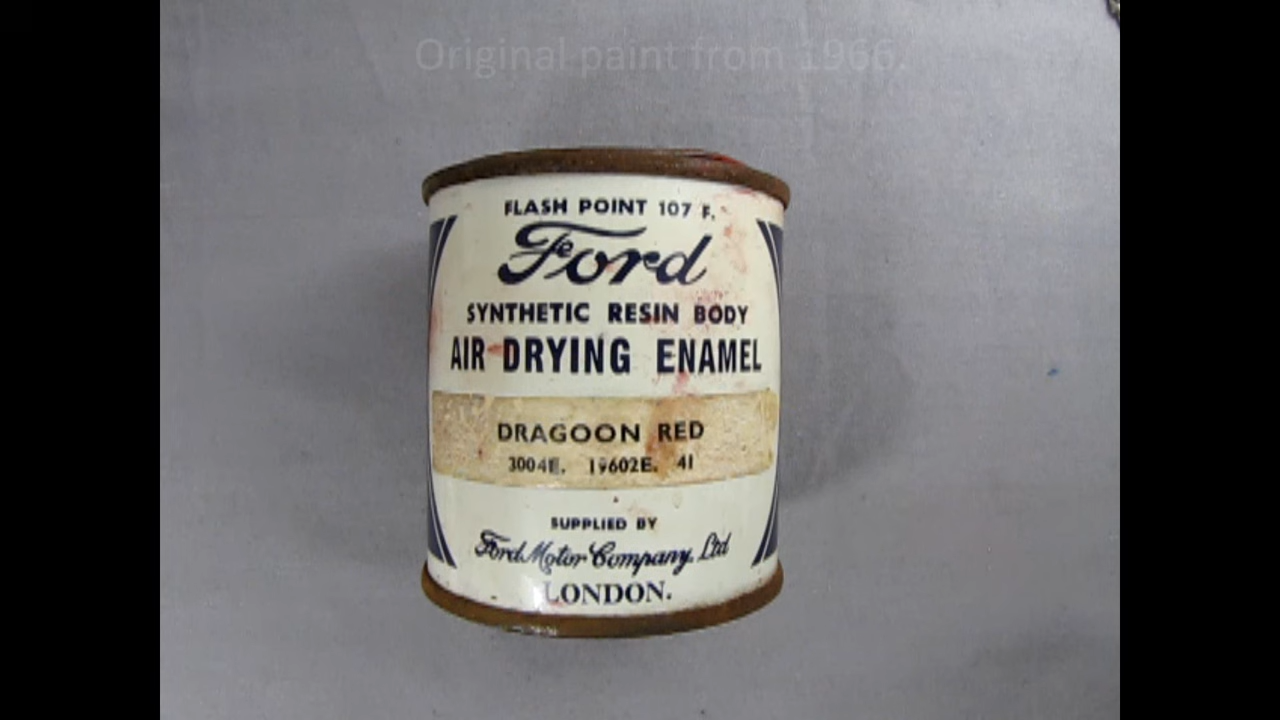 Original paint from 1966.
FLASH POINT 107 F.
Ford
SYNTHETIC RESIN BODY
AIR DRYING ENAMEL
DRAGOON RED
3004E. 19602E. 41
SUPPLIED BY
Ford Motor Company Ltd
LONDON.